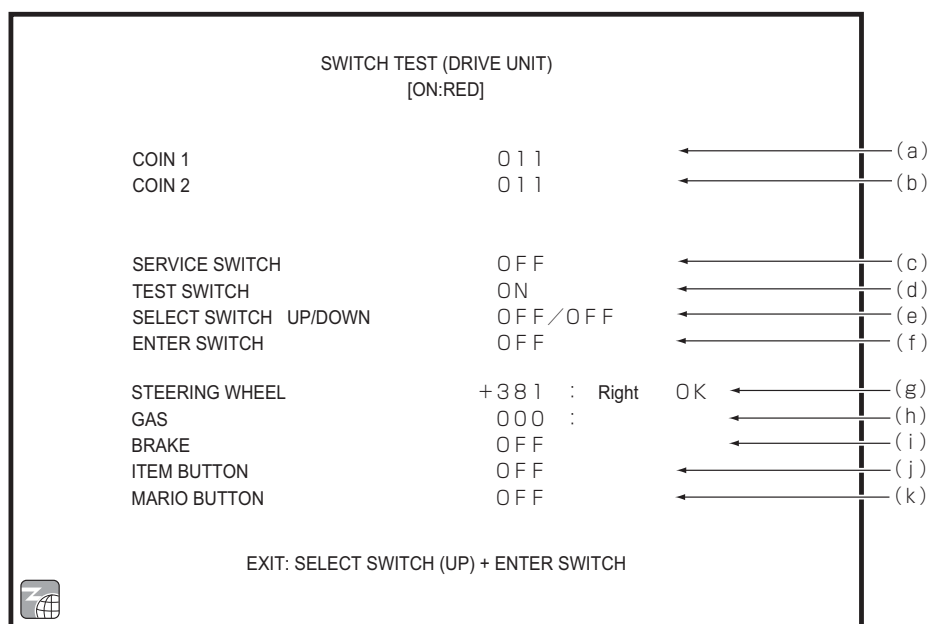 SWITCH TEST (DRIVE UNIT)
[ON:RED]
COIN 1 011 (a)
COIN 2 011 (b)
SERVICE SWITCH OFF (c)
TEST SWITCH ON (d)
SELECT SWITCH UP/DOWN OFF/OFF (e)
ENTER SWITCH OFF (f)
STEERING WHEEL +381 : Right OK (g)
GAS 000 : (h)
BRAKE OFF (i)
ITEM BUTTON OFF (j)
MARIO BUTTON OFF (k)
EXIT: SELECT SWITCH (UP) + ENTER SWITCH